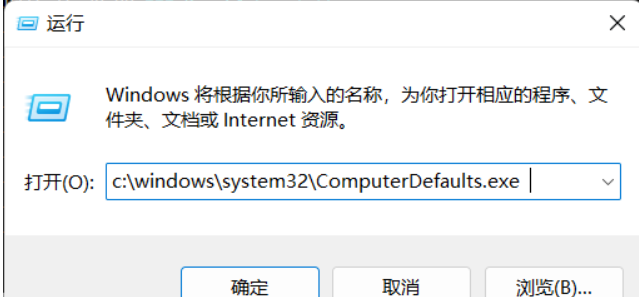 运行
Windows 将根据你所输入的名称，为你打开相应的程序、文
件夹、文档或 Internet 资源。
打开(O): c:\windows\system32\ComputerDefaults.exe
确定 取消 浏览(B)...